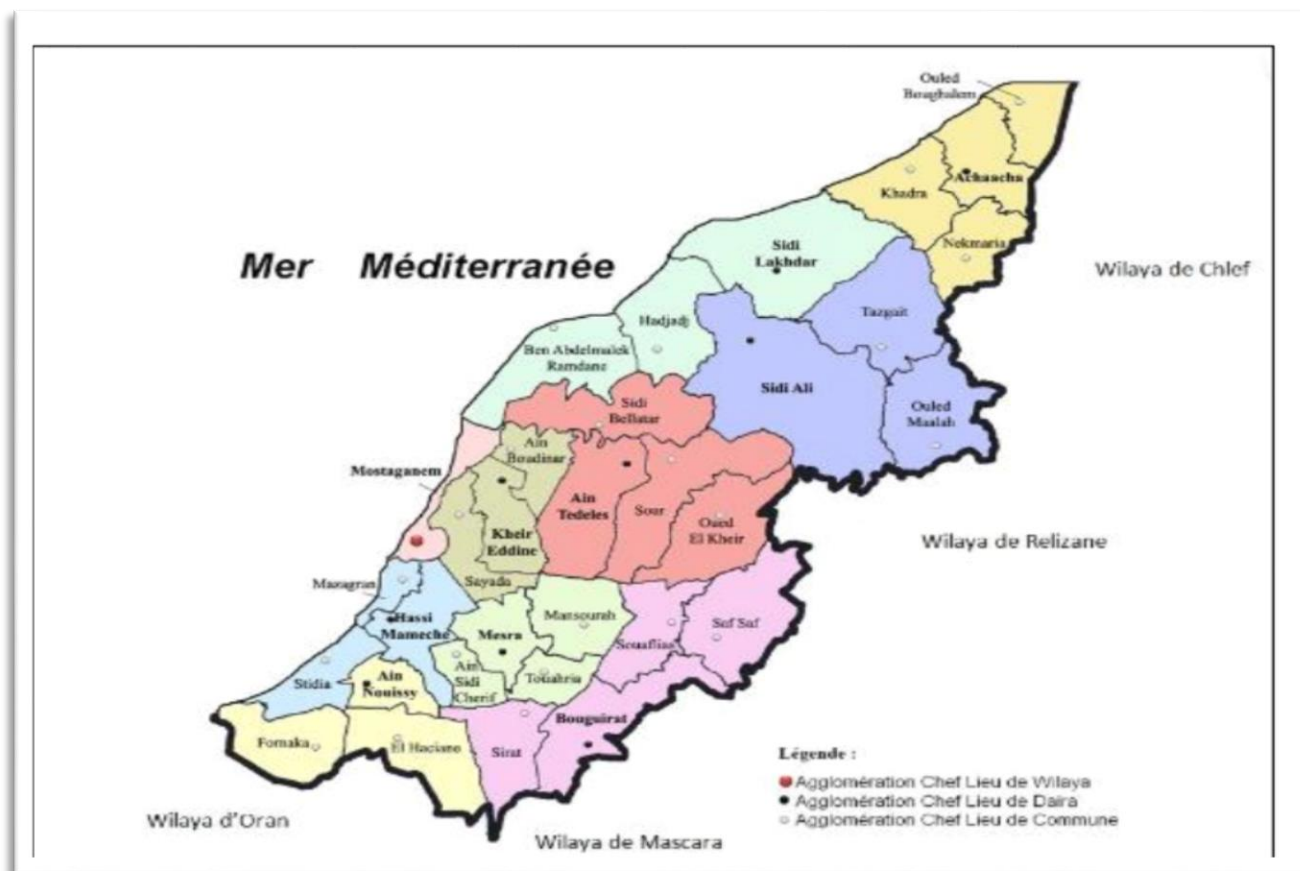 Ouled
Boughalem
Achaacha
Khadra
Nekmaria
Sidi
Lakhdar
Mer Méditerranée
Wilaya de Chlef
Tazgait
Hadjadj
Ben Abdelmalek
Ramdane
Sidi Ali
Sidi
Bellatar
Ouled
Maalah
Ain
Boudinar
Mostaganem
Ain
Tedeles
Sour
Oued
El Kheir
Kheir
Eddine
Wilaya de Relizane
Sayada
Mazagran
Hassi
Mameche
Mesra
Mansourah
Souaflias
Saf Saf
Ain
Sidi
Cherif
Touahria
Stidia
Ain
Nouissy
Bouguirat
Fornaka
El Haciane
Sirat
Légende :
Agglomération Chef Lieu de Wilaya
Agglomération Chef Lieu de Daira
Agglomération Chef Lieu de Commune
Wilaya d'Oran
Wilaya de Mascara